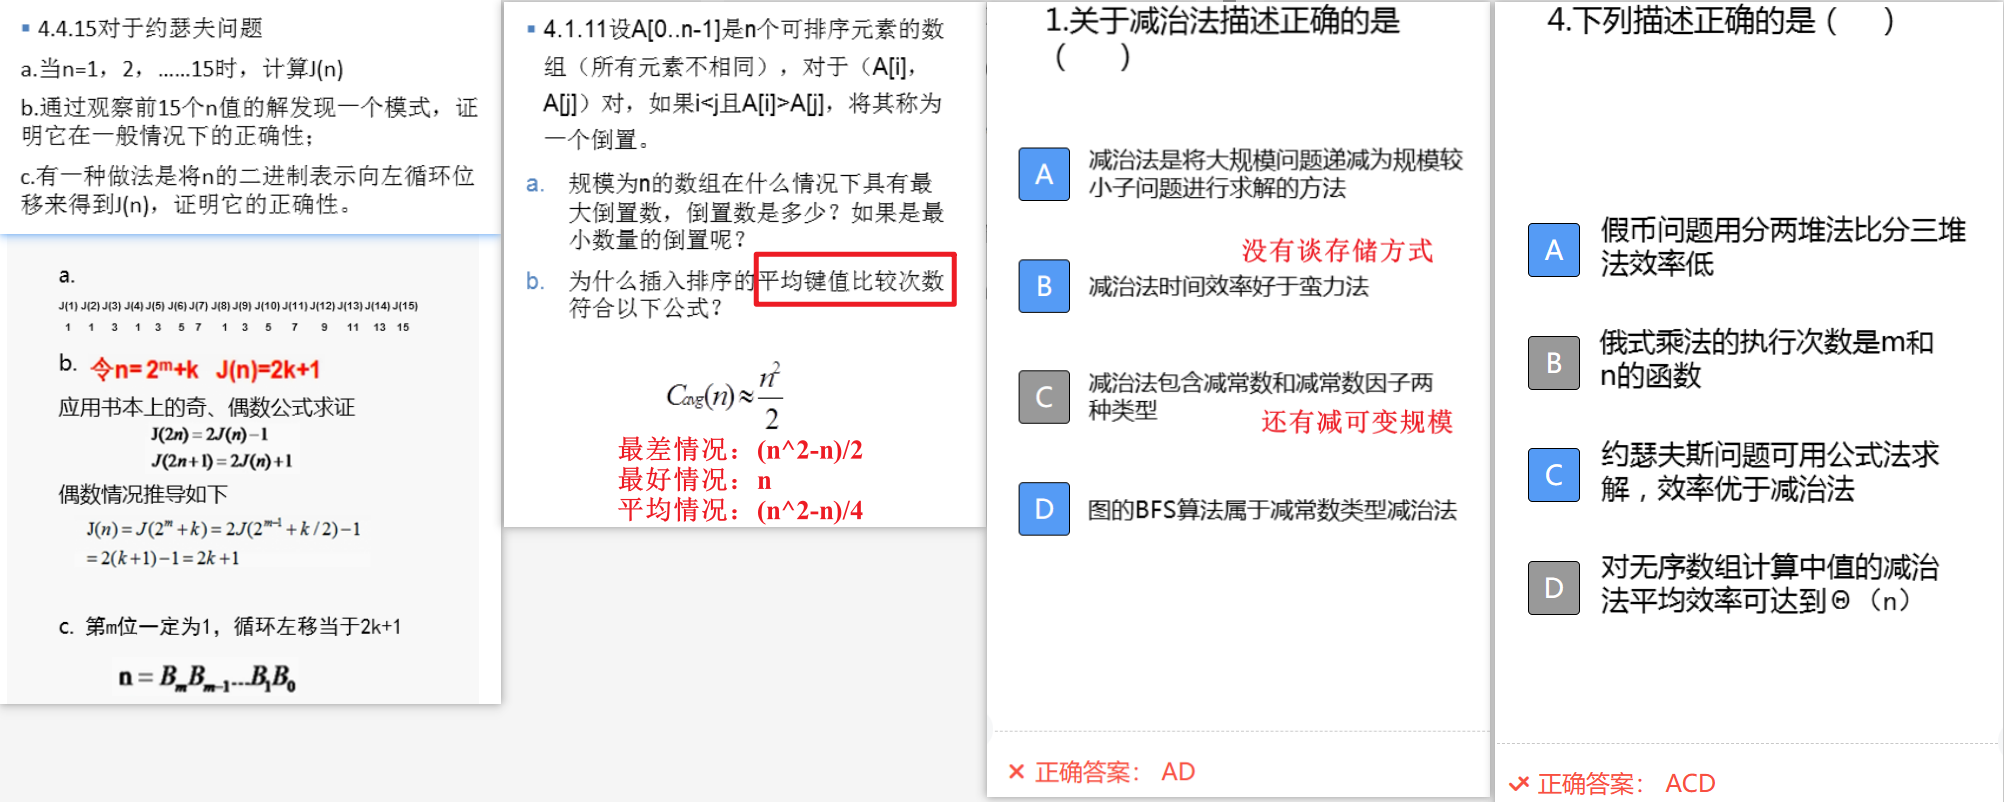 ▪ 4.4.15对于约瑟夫问题
a.当n=1，2，……15时，计算J(n)
b.通过观察前15个n值的解发现一个模式，证
明它在一般情况下的正确性；
c.有一种做法是将n的二进制表示向左循环位
移来得到J(n)，证明它的正确性。
a.
J(1) J(2) J(3) J(4) J(5) J(6) J(7) J(8) J(9) J(10) J(11) J(12) J(13) J(14) J(15)
1 1 3 1 3 5 7 1 3 5 7 9 11 13 15
b. 令n= 2^m+k J(n)=2k+1
应用书本上的奇、偶数公式求证
J(2n) = 2J(n)−1
J(2n+1) = 2J(n)+1
偶数情况推导如下
J(n) = J(2^m + k) = 2J(2^{m−1} + k/2)−1
= 2(k+1)−1 = 2k+1
c. 第m位一定为1，循环左移当于2k+1
n = B_m B_{m−1}...B_1 B_0
▪ 4.1.11设A[0..n-1]是n个可排序元素的数
组（所有元素不相同），对于（A[i]，
A[j]）对，如果i<j且A[i]>A[j]，将其称为
一个倒置。
a. 规模为n的数组在什么情况下具有最
大倒置数，倒置数是多少？如果是最
小数量的倒置呢？
b. 为什么插入排序的平均键值比较次数
符合以下公式？
C_avg(n) ≈ n^2/2
最差情况：(n^2-n)/2
最好情况：n
平均情况：(n^2-n)/4
1.关于减治法描述正确的是
（ ）
A 减治法是将大规模问题递减为规模较
小子问题进行求解的方法
没有谈存储方式
B 减治法时间效率好于蛮力法
C 减治法包含减常数和减常数因子两
种类型
还有减可变规模
D 图的BFS算法属于减常数类型减治法
× 正确答案： AD
4.下列描述正确的是（ ）
A 假币问题用分两堆法比分三堆
法效率低
B 俄式乘法的执行次数是m和
n的函数
C 约瑟夫斯问题可用公式法求
解，效率优于减治法
D 对无序数组计算中值的减治
法平均效率可达到Θ（n）
正确答案： ACD